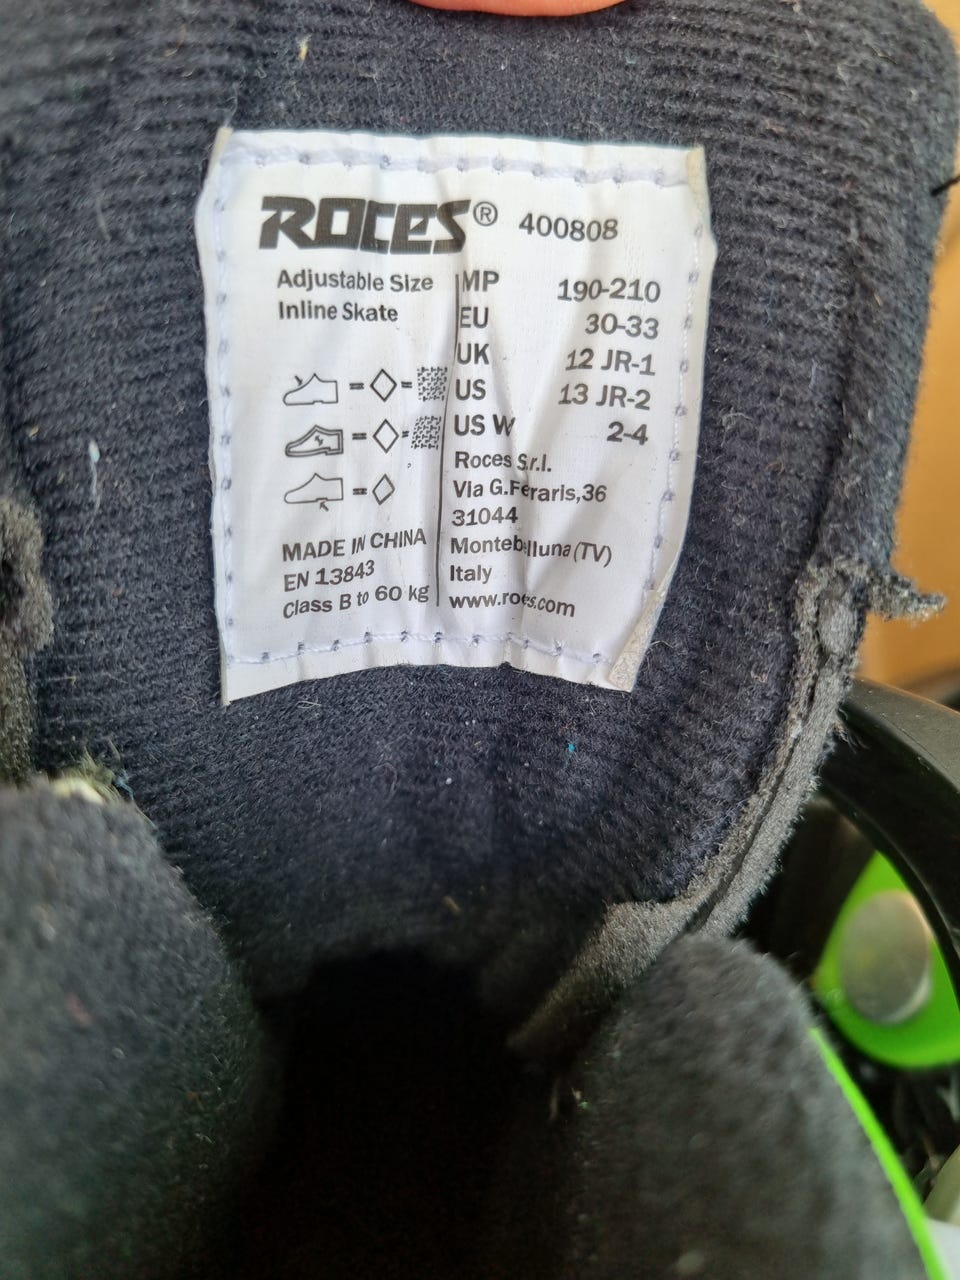 ROCES® 400808
Adjustable Size
Inline Skate
MP 190-210
EU 30-33
UK 12 JR-1
US 13 JR-2
US W 2-4
Roces S.r.l.
Via G.Ferraris,36
31044
Montebelluna (TV)
Italy
www.roces.com
MADE IN CHINA
EN 13843
Class B to 60 kg